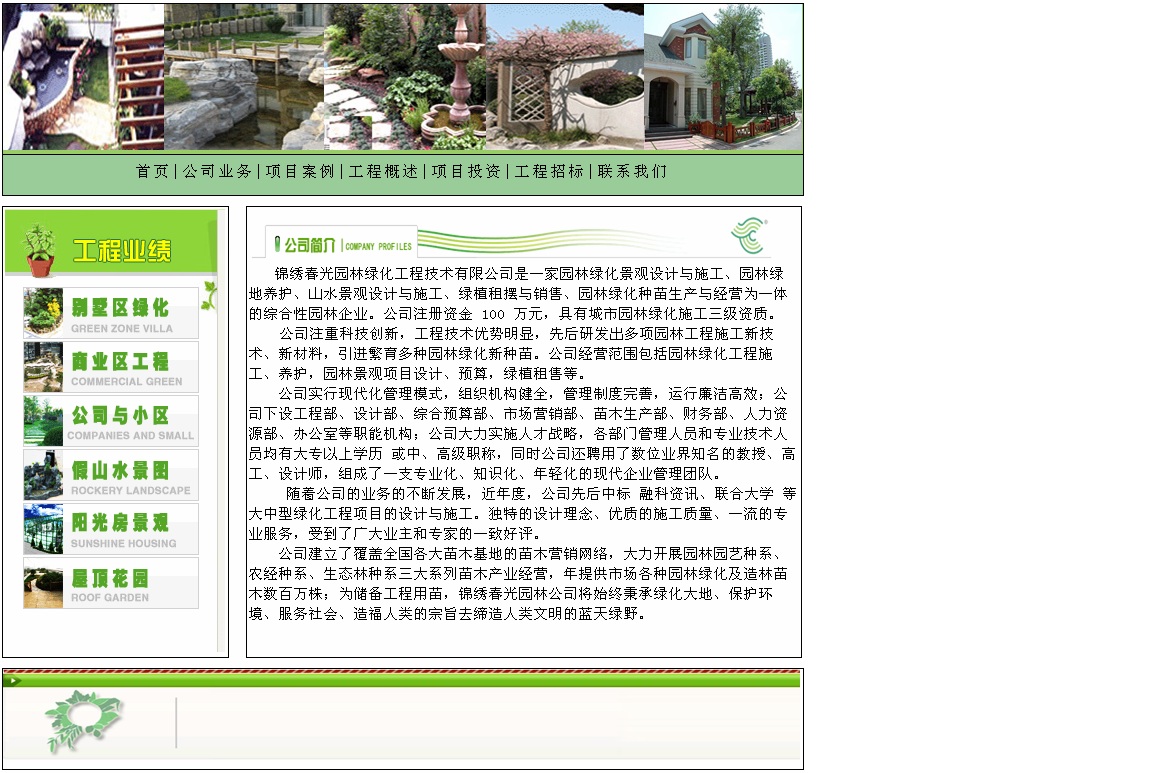 首页|公司业务|项目案例|工程概述|项目投资|工程招标|联系我们
工程业绩
别墅区绿化
GREEN ZONE VILLA
商业区工程
COMMERCIAL GREEN
公司与小区
COMPANIES AND SMALL
假山水景图
ROCKERY LANDSCAPE
阳光房景观
SUNSHINE HOUSING
屋顶花园
ROOF GARDEN
公司简介|COMPANY PROFILES
锦绣春光园林绿化工程技术有限公司是一家园林绿化景观设计与施工、园林绿
地养护、山水景观设计与施工、绿植租摆与销售、园林绿化种苗生产与经营为一体
的综合性园林企业。公司注册资金 100 万元，具有城市园林绿化施工三级资质。
公司注重科技创新，工程技术优势明显，先后研发出多项园林工程施工新技
术、新材料，引进繁育多种园林绿化新种苗。公司经营范围包括园林绿化工程施
工、养护，园林景观项目设计、预算，绿植租售等。
公司实行现代化管理模式，组织机构健全，管理制度完善，运行廉洁高效；公
司下设工程部、设计部、综合预算部、市场营销部、苗木生产部、财务部、人力资
源部、办公室等职能机构；公司大力实施人才战略，各部门管理人员和专业技术人
员均有大专以上学历 或中、高级职称，同时公司还聘用了数位业界知名的教授、高
工、设计师，组成了一支专业化、知识化、年轻化的现代企业管理团队。
随着公司的业务的不断发展，近年度，公司先后中标 融科资讯、联合大学 等
大中型绿化工程项目的设计与施工。独特的设计理念、优质的施工质量、一流的专
业服务，受到了广大业主和专家的一致好评。
公司建立了覆盖全国各大苗木基地的苗木营销网络，大力开展园林园艺种系、
农经种系、生态林种系三大系列苗木产业经营，年提供市场各种园林绿化及造林苗
木数百万株；为储备工程用苗，锦绣春光园林公司将始终秉承绿化大地、保护环
境、服务社会、造福人类的宗旨去缔造人类文明的蓝天绿野。